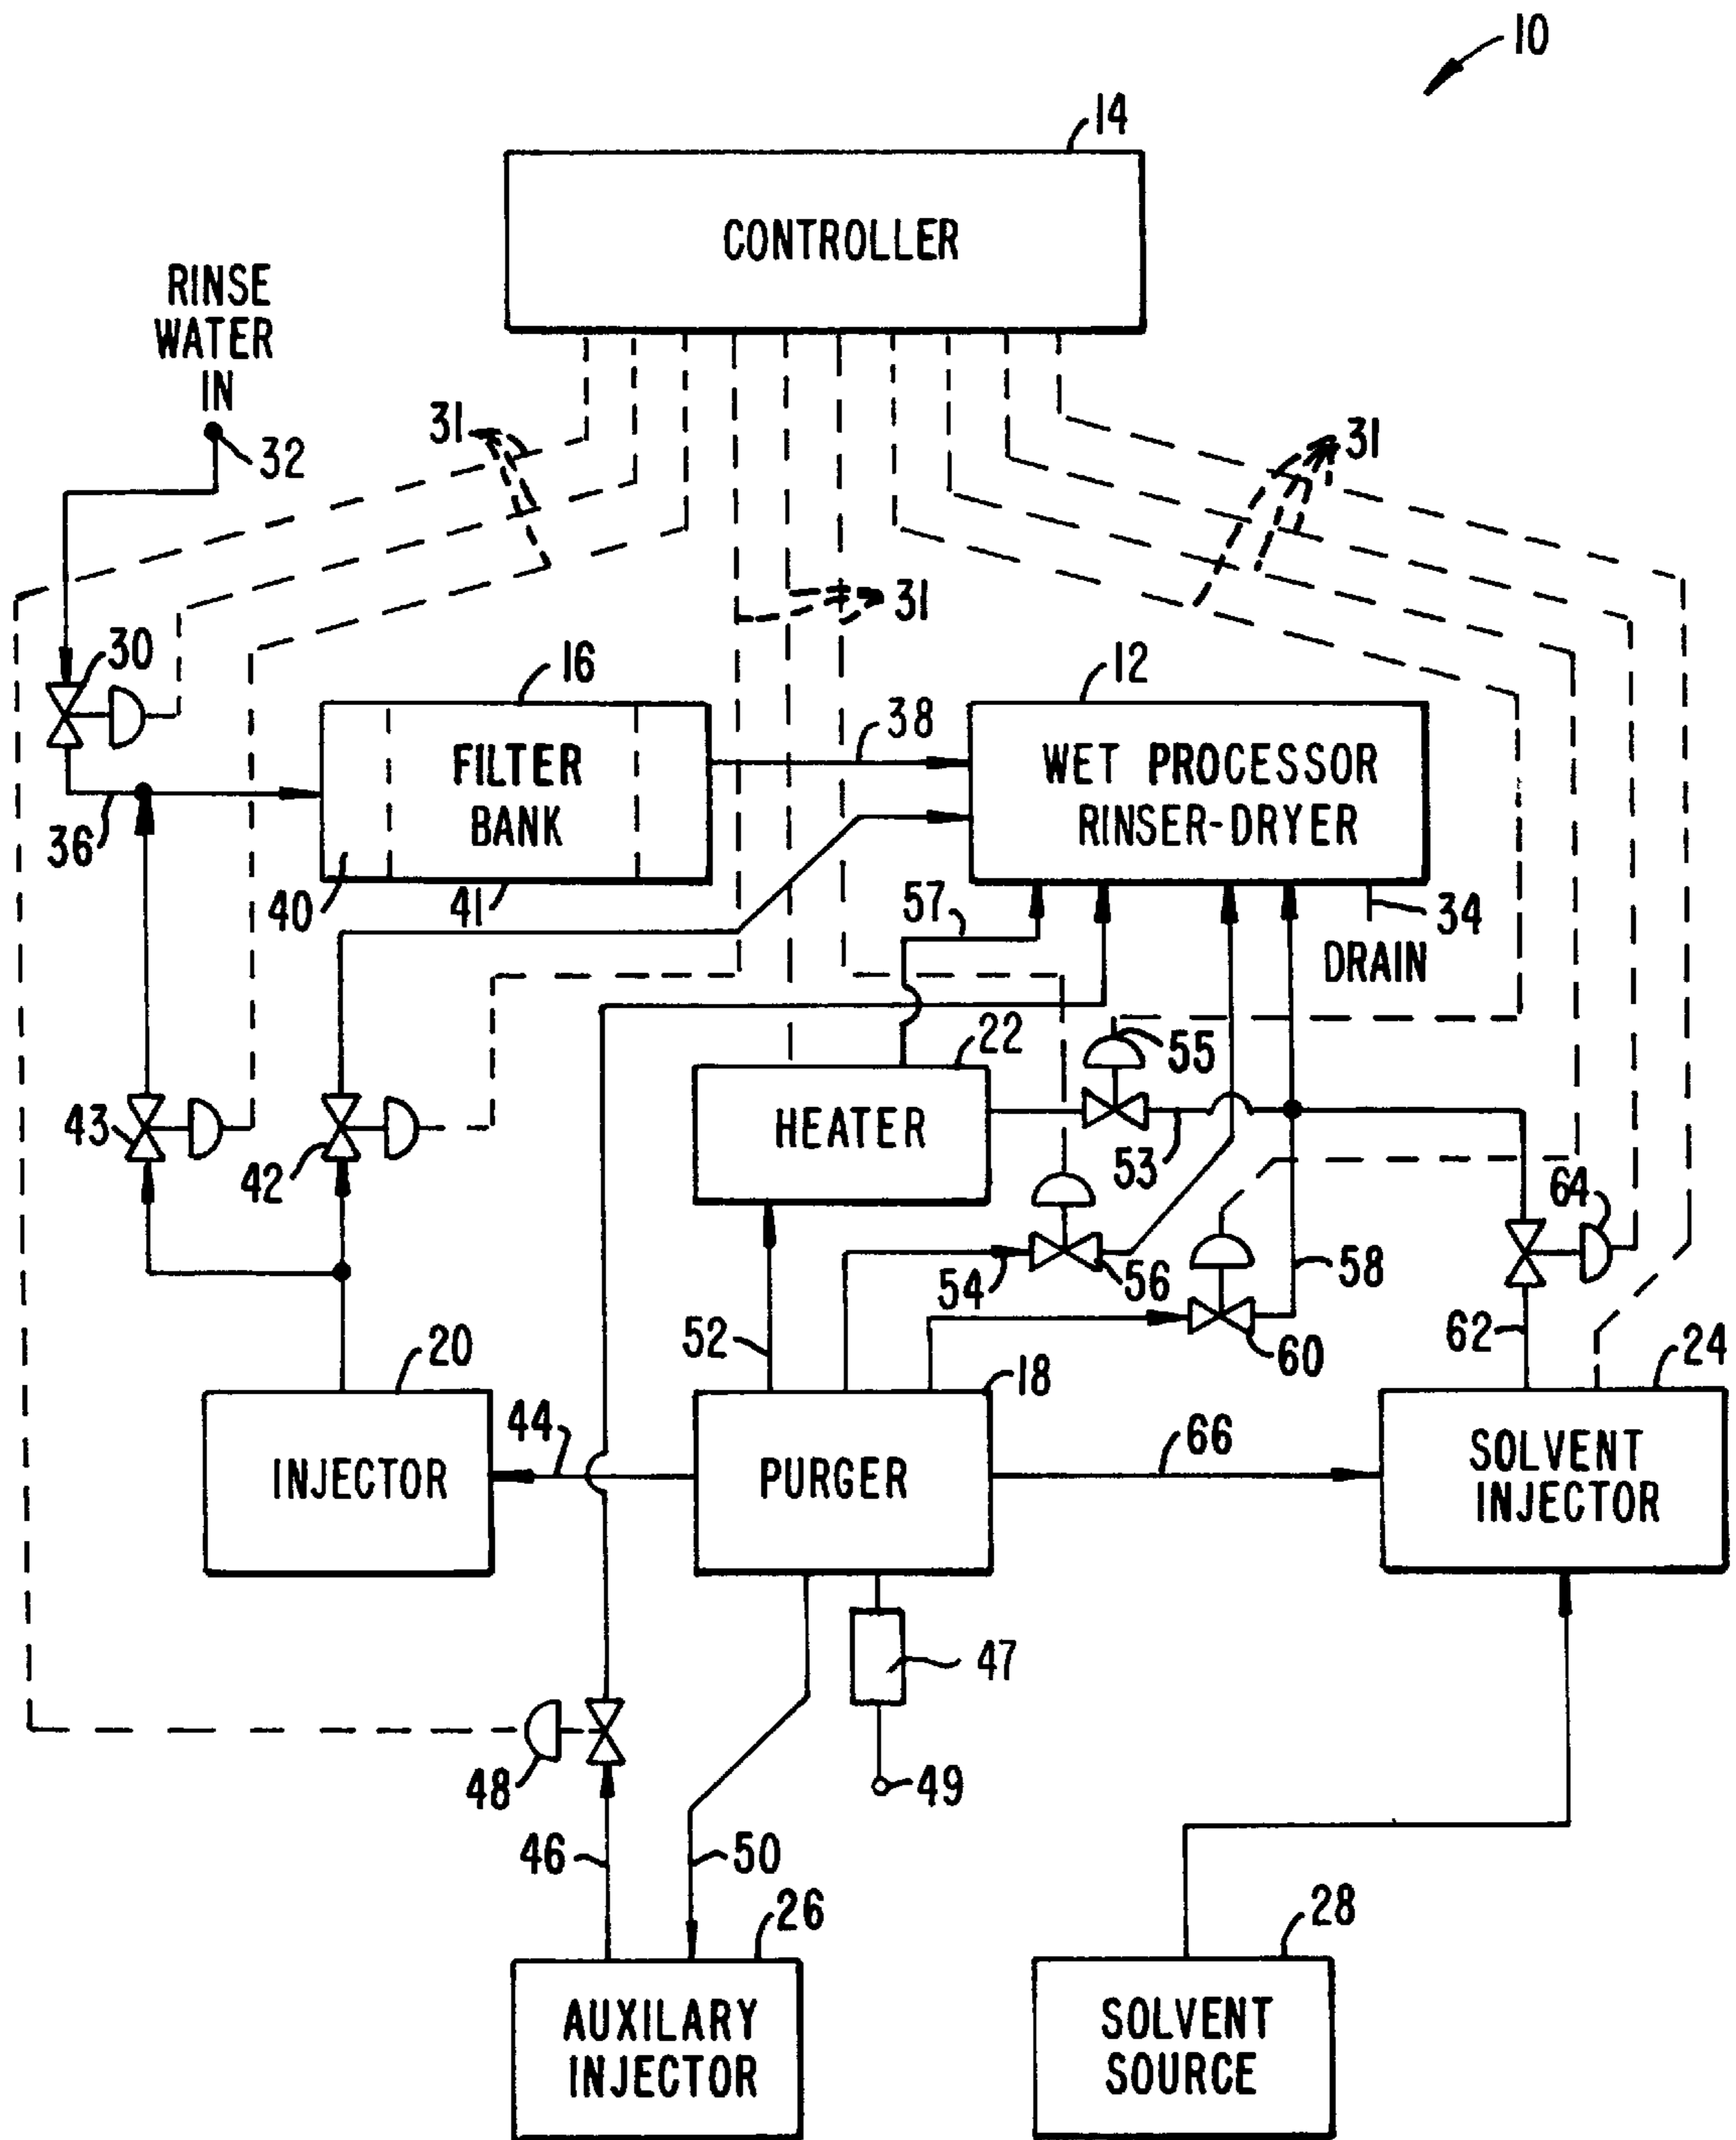 10
14
CONTROLLER
RINSE
WATER
IN
32
31
31
31
30
16
12
38
FILTER
BANK
WET PROCESSOR
RINSER-DRYER
36
40
41
57
34
DRAIN
22
55
HEATER
43
42
53
64
54
56
58
52
60
62
20
18
24
44
66
INJECTOR
PURGER
SOLVENT
INJECTOR
47
48
49
46
50
26
28
AUXILARY
INJECTOR
SOLVENT
SOURCE